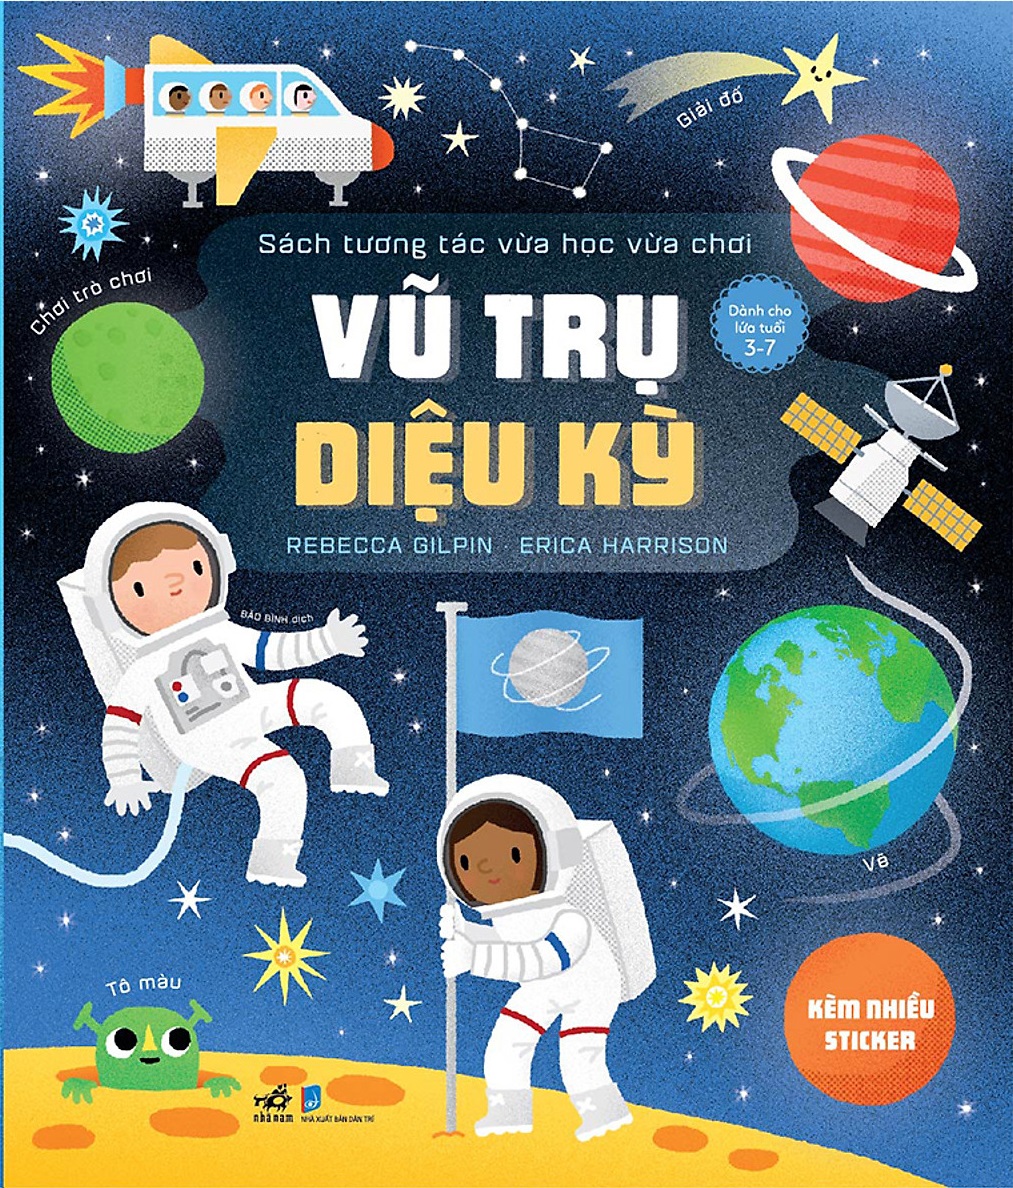 Giải đố
Sách tương tác vừa học vừa chơi
Chơi trò chơi
VŨ TRỤ
Dành cho
lứa tuổi
3-7
DIỆU KỲ
REBECCA GILPIN · ERICA HARRISON
BẢO BÌNH dịch
Vẽ
Tô màu
KÈM NHIỀU
STICKER
nhã nam
NHÀ XUẤT BẢN DÂN TRÍ